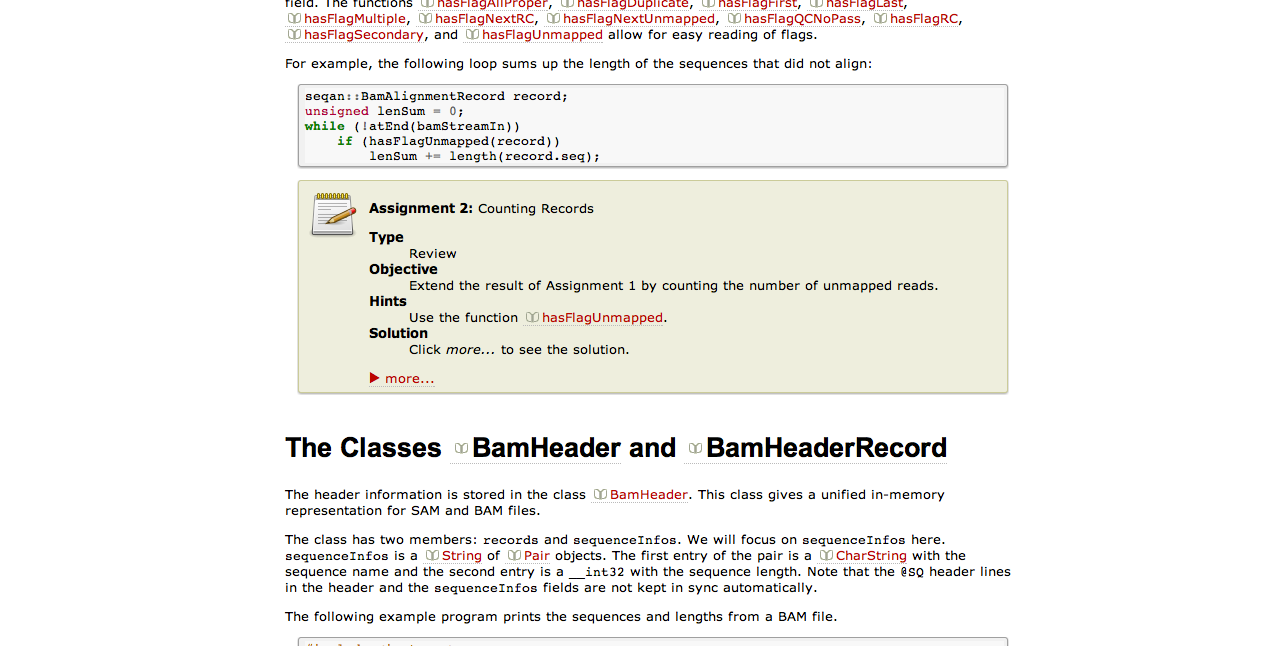 field. The functions hasFlagAllProper, hasFlagDuplicate, hasFlagFirst, hasFlagLast,
hasFlagMultiple, hasFlagNextRC, hasFlagNextUnmapped, hasFlagQCNoPass, hasFlagRC,
hasFlagSecondary, and hasFlagUnmapped allow for easy reading of flags.
For example, the following loop sums up the length of the sequences that did not align:
seqan::BamAlignmentRecord record;
unsigned lenSum = 0;
while (!atEnd(bamStreamIn))
    if (hasFlagUnmapped(record))
        lenSum += length(record.seq);
Assignment 2: Counting Records
Type
Review
Objective
Extend the result of Assignment 1 by counting the number of unmapped reads.
Hints
Use the function hasFlagUnmapped.
Solution
Click more... to see the solution.
more...
The Classes BamHeader and BamHeaderRecord
The header information is stored in the class BamHeader. This class gives a unified in-memory
representation for SAM and BAM files.
The class has two members: records and sequenceInfos. We will focus on sequenceInfos here.
sequenceInfos is a String of Pair objects. The first entry of the pair is a CharString with the
sequence name and the second entry is a __int32 with the sequence length. Note that the @SQ header lines
in the header and the sequenceInfos fields are not kept in sync automatically.
The following example program prints the sequences and lengths from a BAM file.